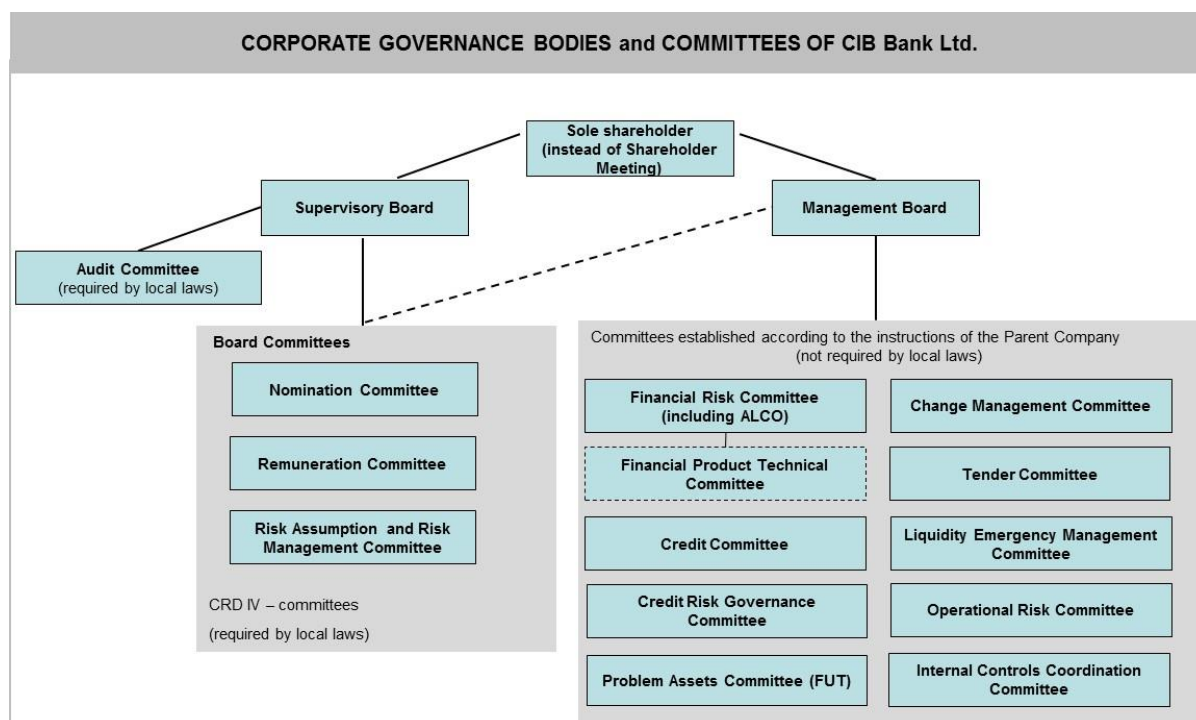 CORPORATE GOVERNANCE BODIES and COMMITTEES OF CIB Bank Ltd.
Sole shareholder
(instead of Shareholder
Meeting)
Supervisory Board
Management Board
Audit Committee
(required by local laws)
Board Committees
Nomination Committee
Remuneration Committee
Risk Assumption and Risk
Management Committee
CRD IV – committees
(required by local laws)
Committees established according to the instructions of the Parent Company
(not required by local laws)
Financial Risk Committee
(including ALCO)
Change Management Committee
Financial Product Technical
Committee
Tender Committee
Credit Committee
Liquidity Emergency Management
Committee
Credit Risk Governance
Committee
Operational Risk Committee
Problem Assets Committee (FUT)
Internal Controls Coordination
Committee